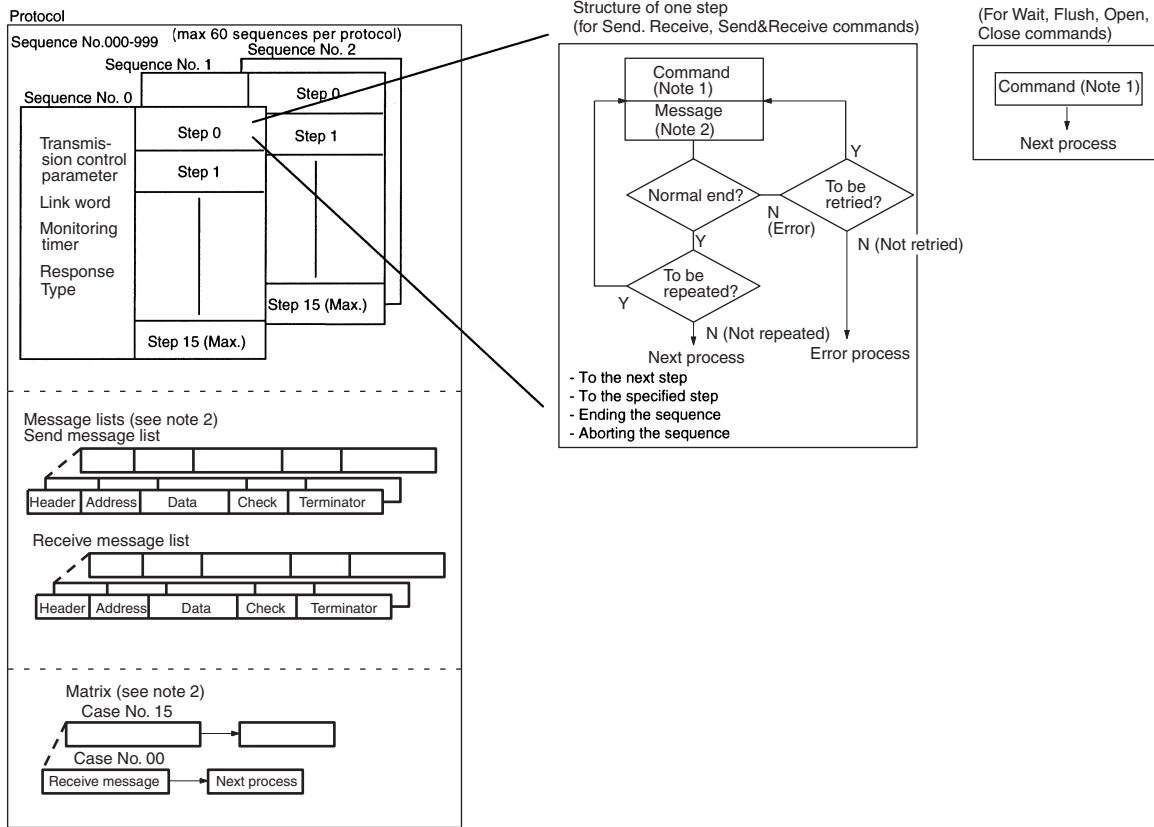 Protocol
Sequence No.000-999
(max 60 sequences per protocol)
Sequence No. 2
Sequence No. 1
Sequence No. 0
Step 0
Step 0
Step 1
Step 1
Transmis-
sion control
parameter
Link word
Monitoring
timer
Response
Type
Step 15 (Max.)
Step 15 (Max.)
Message lists (see note 2)
Send message list
Header Address Data Check Terminator
Receive message list
Header Address Data Check Terminator
Matrix (see note 2)
Case No. 15
Case No. 00
Receive message
Next process
Structure of one step
(for Send. Receive, Send&Receive commands)
Command
(Note 1)
Message
(Note 2)
Y
Normal end?
N
(Error)
To be
retried?
Y
N (Not retried)
To be
repeated?
Y
N (Not repeated)
Next process
Error process
- To the next step
- To the specified step
- Ending the sequence
- Aborting the sequence
(For Wait, Flush, Open,
Close commands)
Command (Note 1)
Next process